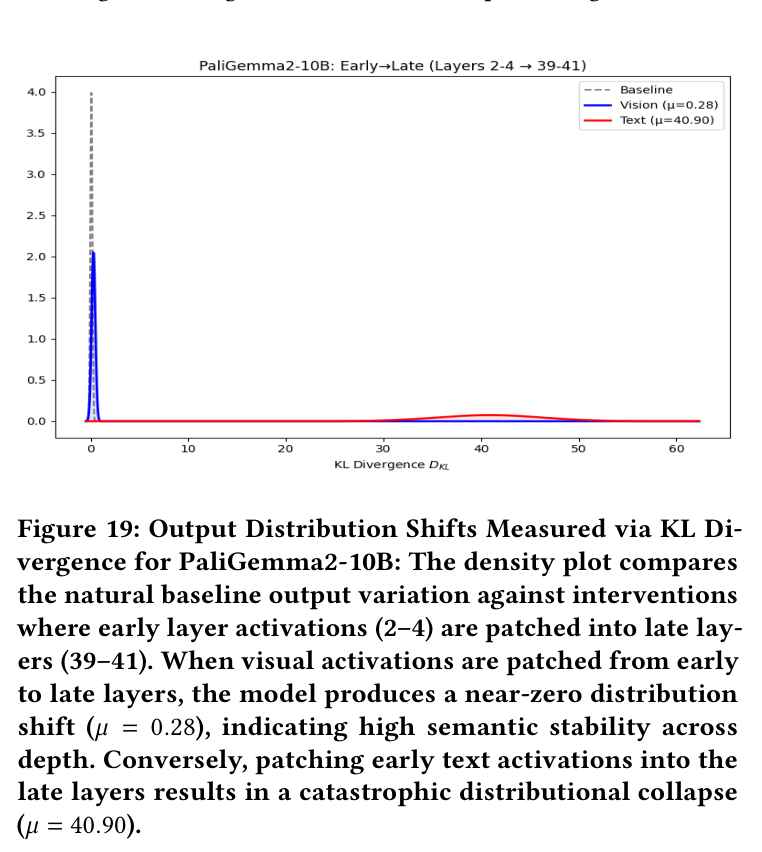 PaliGemma2-10B: Early→Late (Layers 2-4 → 39-41)
Baseline
Vision (μ=0.28)
Text (μ=40.90)
4.0
3.5
3.0
2.5
2.0
1.5
1.0
0.5
0.0
0 10 20 30 40 50 60
KL Divergence D_KL
Figure 19: Output Distribution Shifts Measured via KL Di-
vergence for PaliGemma2-10B: The density plot compares
the natural baseline output variation against interventions
where early layer activations (2–4) are patched into late lay-
ers (39–41). When visual activations are patched from early
to late layers, the model produces a near-zero distribution
shift (μ = 0.28), indicating high semantic stability across
depth. Conversely, patching early text activations into the
late layers results in a catastrophic distributional collapse
(μ = 40.90).